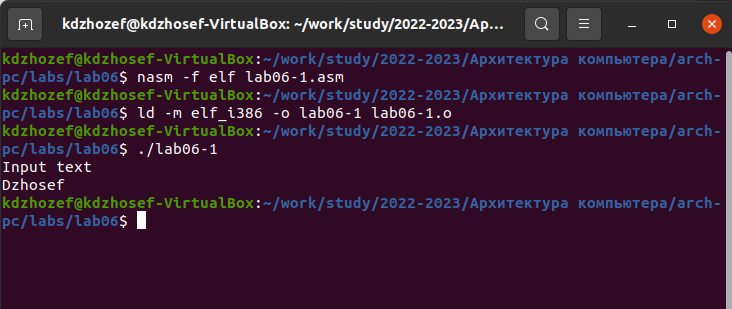 kdzhozef@kdzhosef-VirtualBox: ~/work/study/2022-2023/Ар...
kdzhozef@kdzhosef-VirtualBox:~/work/study/2022-2023/Архитектура компьютера/arch-
pc/labs/lab06$ nasm -f elf lab06-1.asm
kdzhozef@kdzhosef-VirtualBox:~/work/study/2022-2023/Архитектура компьютера/arch-
pc/labs/lab06$ ld -m elf_i386 -o lab06-1 lab06-1.o
kdzhozef@kdzhosef-VirtualBox:~/work/study/2022-2023/Архитектура компьютера/arch-
pc/labs/lab06$ ./lab06-1
Input text
Dzhosef
kdzhozef@kdzhosef-VirtualBox:~/work/study/2022-2023/Архитектура компьютера/arch-
pc/labs/lab06$